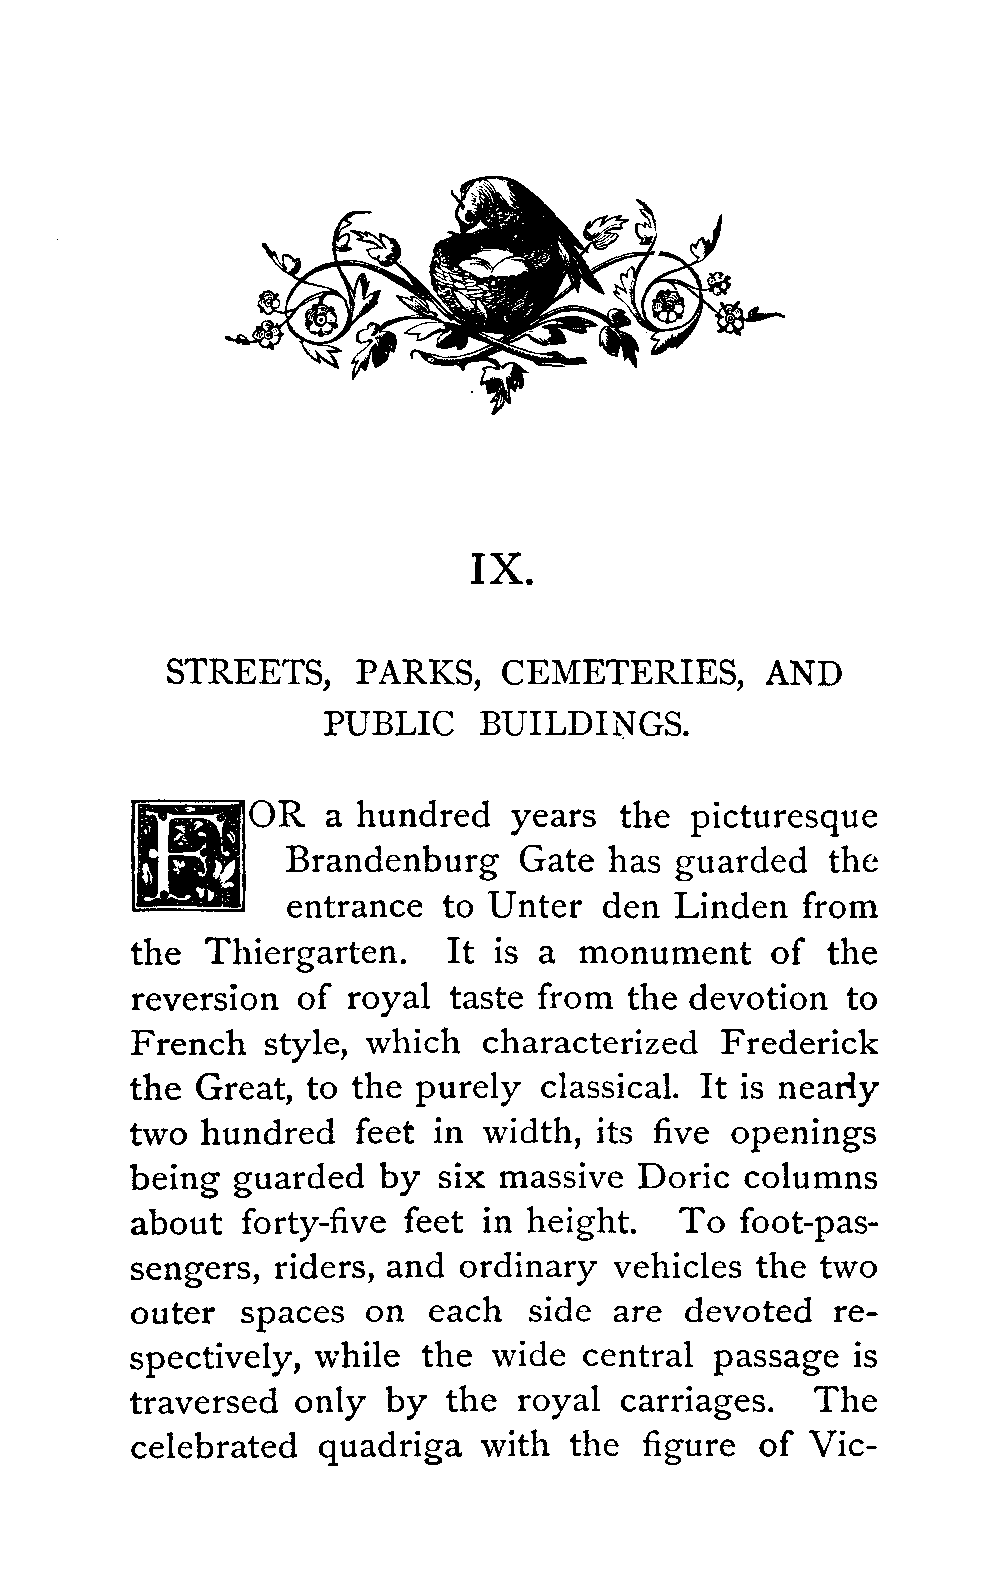 IX.
STREETS, PARKS, CEMETERIES, AND
PUBLIC BUILDINGS.
FOR a hundred years the picturesque
Brandenburg Gate has guarded the
entrance to Unter den Linden from
the Thiergarten. It is a monument of the
reversion of royal taste from the devotion to
French style, which characterized Frederick
the Great, to the purely classical. It is nearly
two hundred feet in width, its five openings
being guarded by six massive Doric columns
about forty-five feet in height. To foot-pas-
sengers, riders, and ordinary vehicles the two
outer spaces on each side are devoted re-
spectively, while the wide central passage is
traversed only by the royal carriages. The
celebrated quadriga with the figure of Vic-